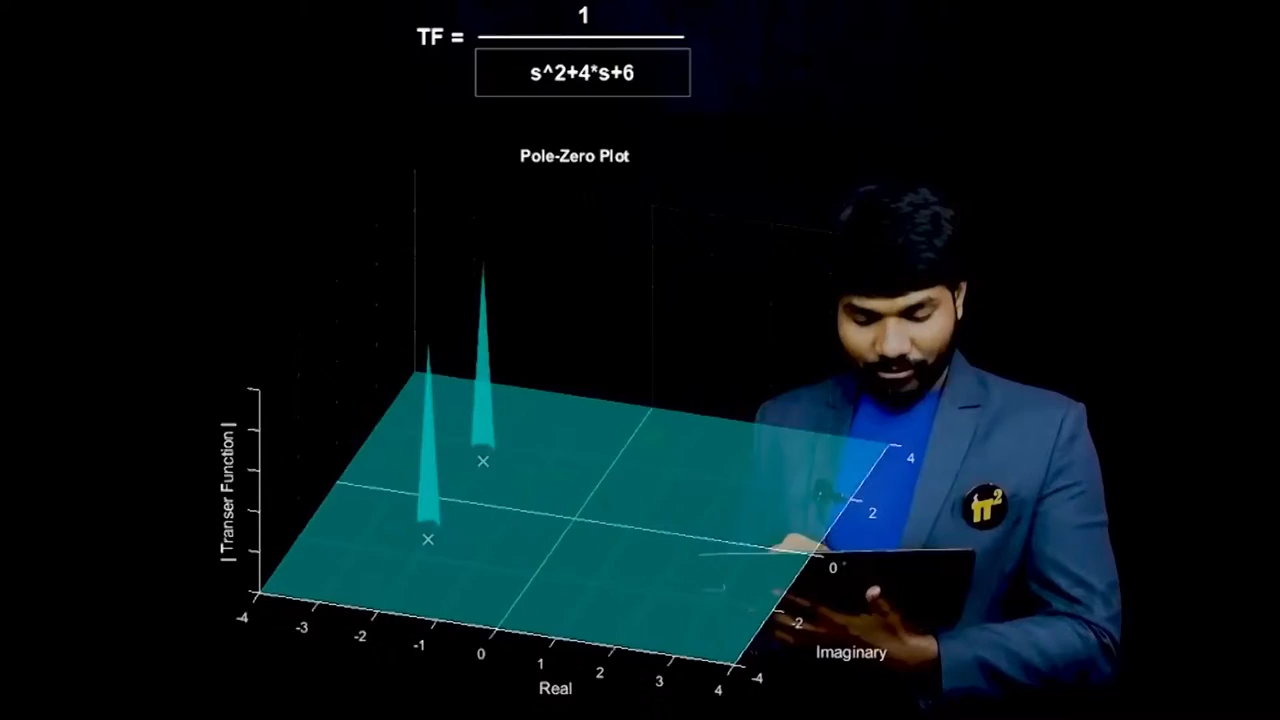 1
TF =
s^2+4*s+6
Pole-Zero Plot
| Transer Function |
-4
-3
-2
-1
0
1
2
3
4
Real
-4
-2
0
2
4
Imaginary
π2